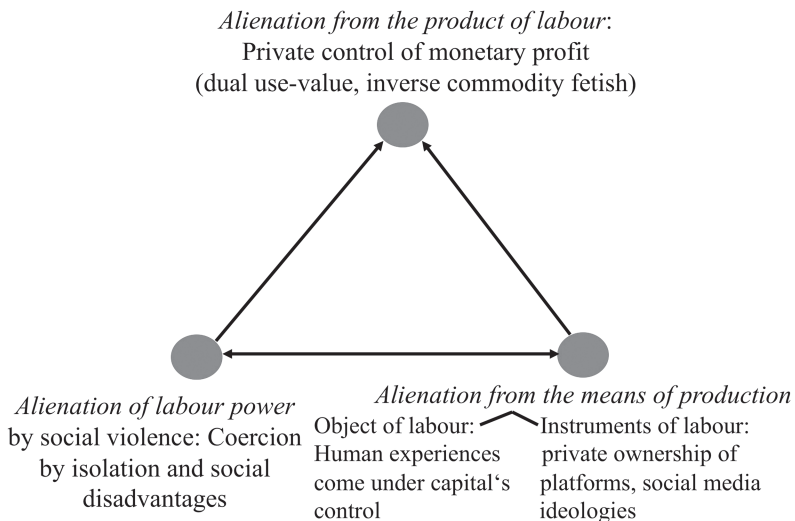 Alienation from the product of labour:
Private control of monetary profit
(dual use-value, inverse commodity fetish)
Alienation of labour power
by social violence: Coercion
by isolation and social
disadvantages
Alienation from the means of production
Object of labour:
Human experiences
come under capital‘s
control
Instruments of labour:
private ownership of
platforms, social media
ideologies